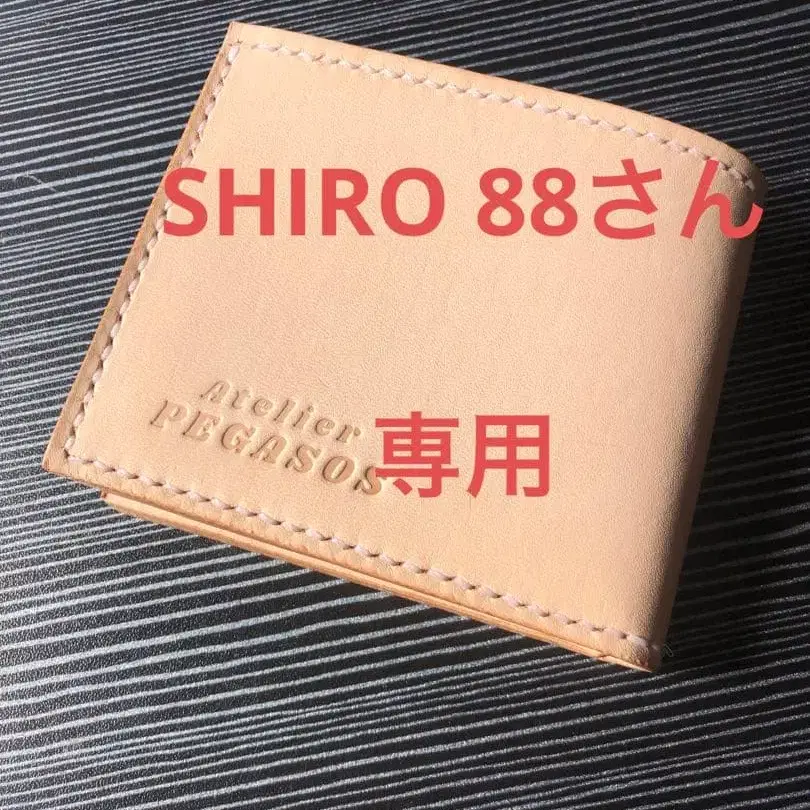 SHIRO 88さん
Atelier
PEGASOS
専用